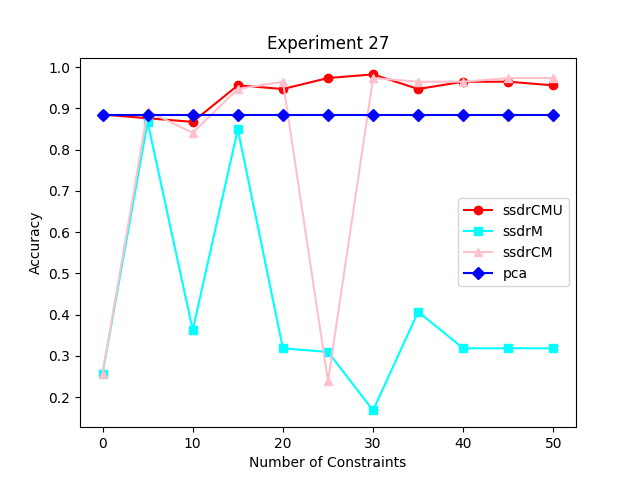 Experiment 27
Accuracy
1.0
0.9
0.8
0.7
0.6
0.5
0.4
0.3
0.2
ssdrCMU
ssdrM
ssdrCM
pca
0 10 20 30 40 50
Number of Constraints